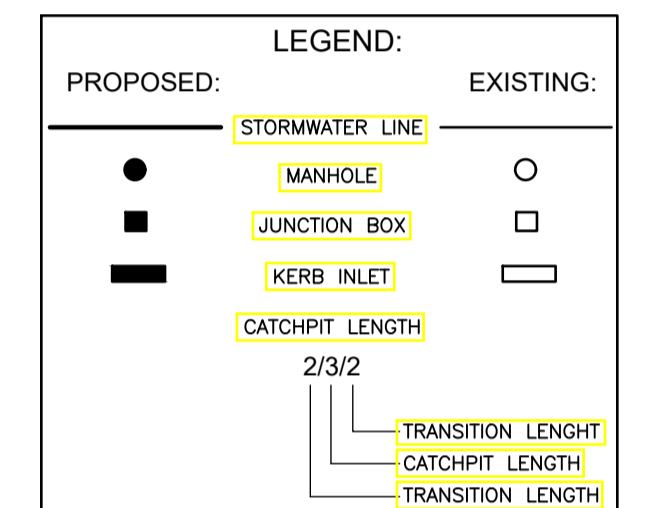 LEGEND:
PROPOSED:
EXISTING:
STORMWATER LINE
MANHOLE
JUNCTION BOX
KERB INLET
CATCHPIT LENGTH
2/3/2
TRANSITION LENGHT
CATCHPIT LENGTH
TRANSITION LENGTH